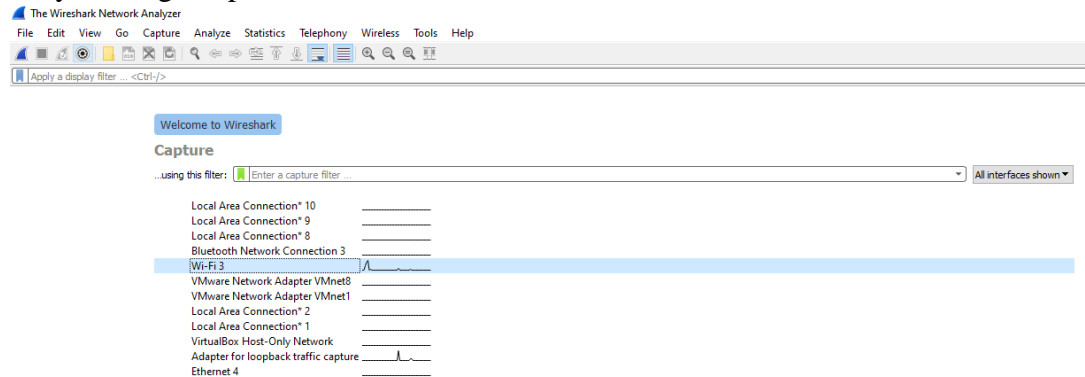 The Wireshark Network Analyzer
File Edit View Go Capture Analyze Statistics Telephony Wireless Tools Help
Apply a display filter ... <Ctrl-/>
Welcome to Wireshark
Capture
...using this filter: Enter a capture filter ... All interfaces shown
Local Area Connection* 10
Local Area Connection* 9
Local Area Connection* 8
Bluetooth Network Connection 3
Wi-Fi 3
VMware Network Adapter VMnet8
VMware Network Adapter VMnet1
Local Area Connection* 2
Local Area Connection* 1
VirtualBox Host-Only Network
Adapter for loopback traffic capture
Ethernet 4